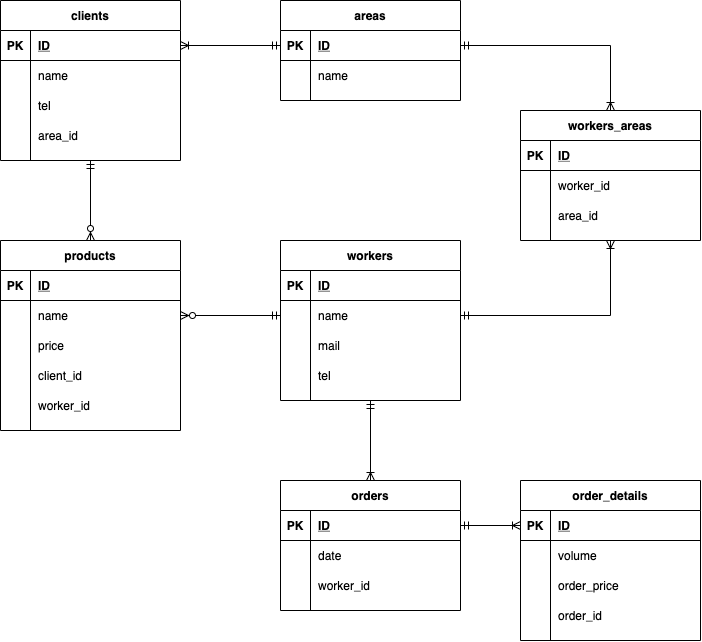 clients
PK ID
name
tel
area_id
areas
PK ID
name
workers_areas
PK ID
worker_id
area_id
products
PK ID
name
price
client_id
worker_id
workers
PK ID
name
mail
tel
orders
PK ID
date
worker_id
order_details
PK ID
volume
order_price
order_id